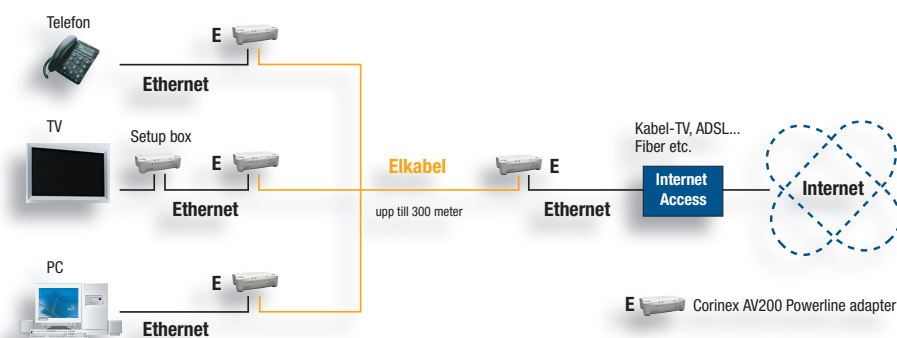 Telefon
E
Ethernet
TV
Setup box
E
Ethernet
PC
E
Ethernet
Elkabel
upp till 300 meter
E
Ethernet
Kabel-TV, ADSL...
Fiber etc.
Internet
Access
Internet
E Corinex AV200 Powerline adapter